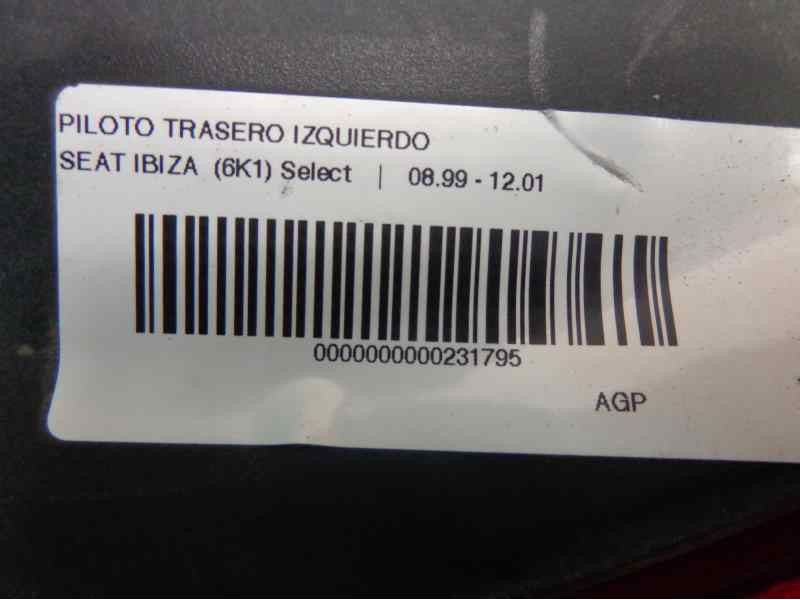 PILOTO TRASERO IZQUIERDO
SEAT IBIZA (6K1) Select | 08.99 - 12.01
0000000000231795
AGP